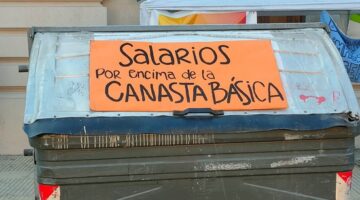 SALARIOS
POR ENCIMA DE LA
CANASTA BÁSICA